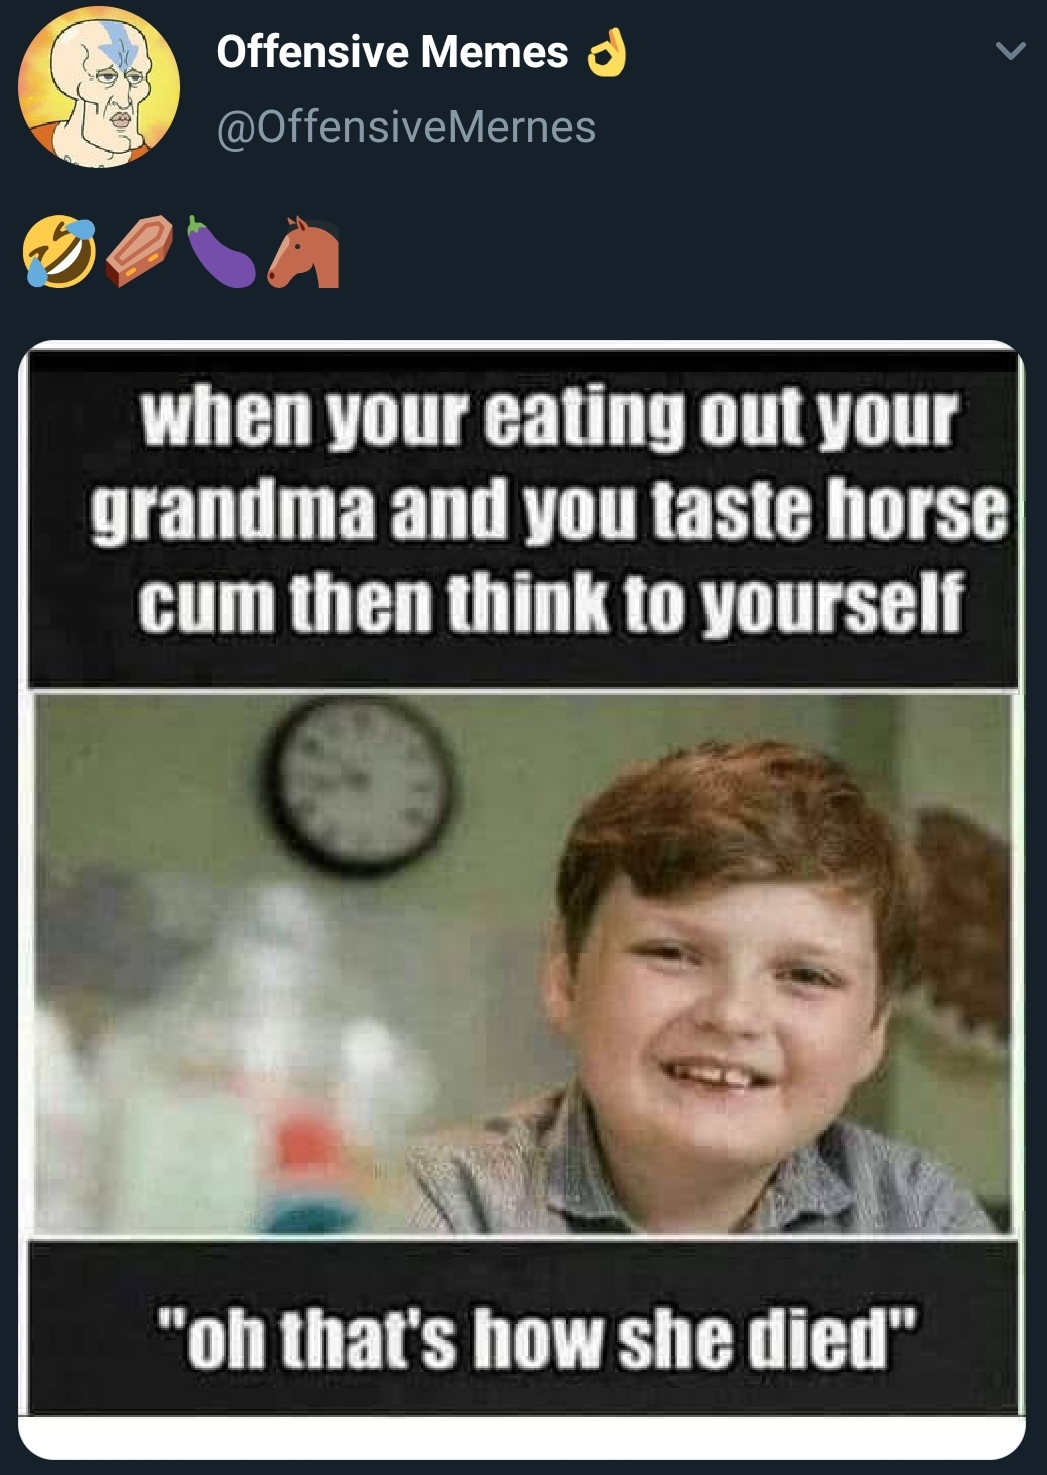 Offensive Memes 👌
@OffensiveMernes
🤣⚰️🍆🐴
when your eating out your
grandma and you taste horse
cum then think to yourself
"oh that's how she died"